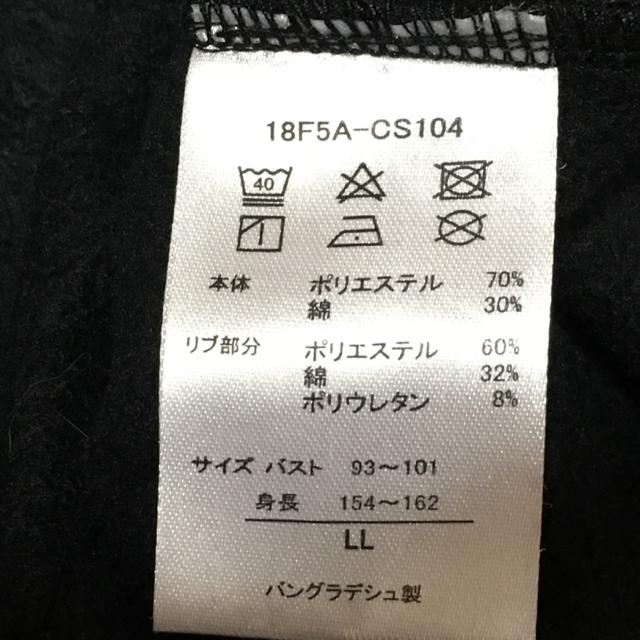 18F5A-CS104
40
本体 ポリエステル 70%
綿 30%
リブ部分 ポリエステル 60%
綿 32%
ポリウレタン 8%
サイズ バスト 93～101
身長 154～162
LL
バングラデシュ製